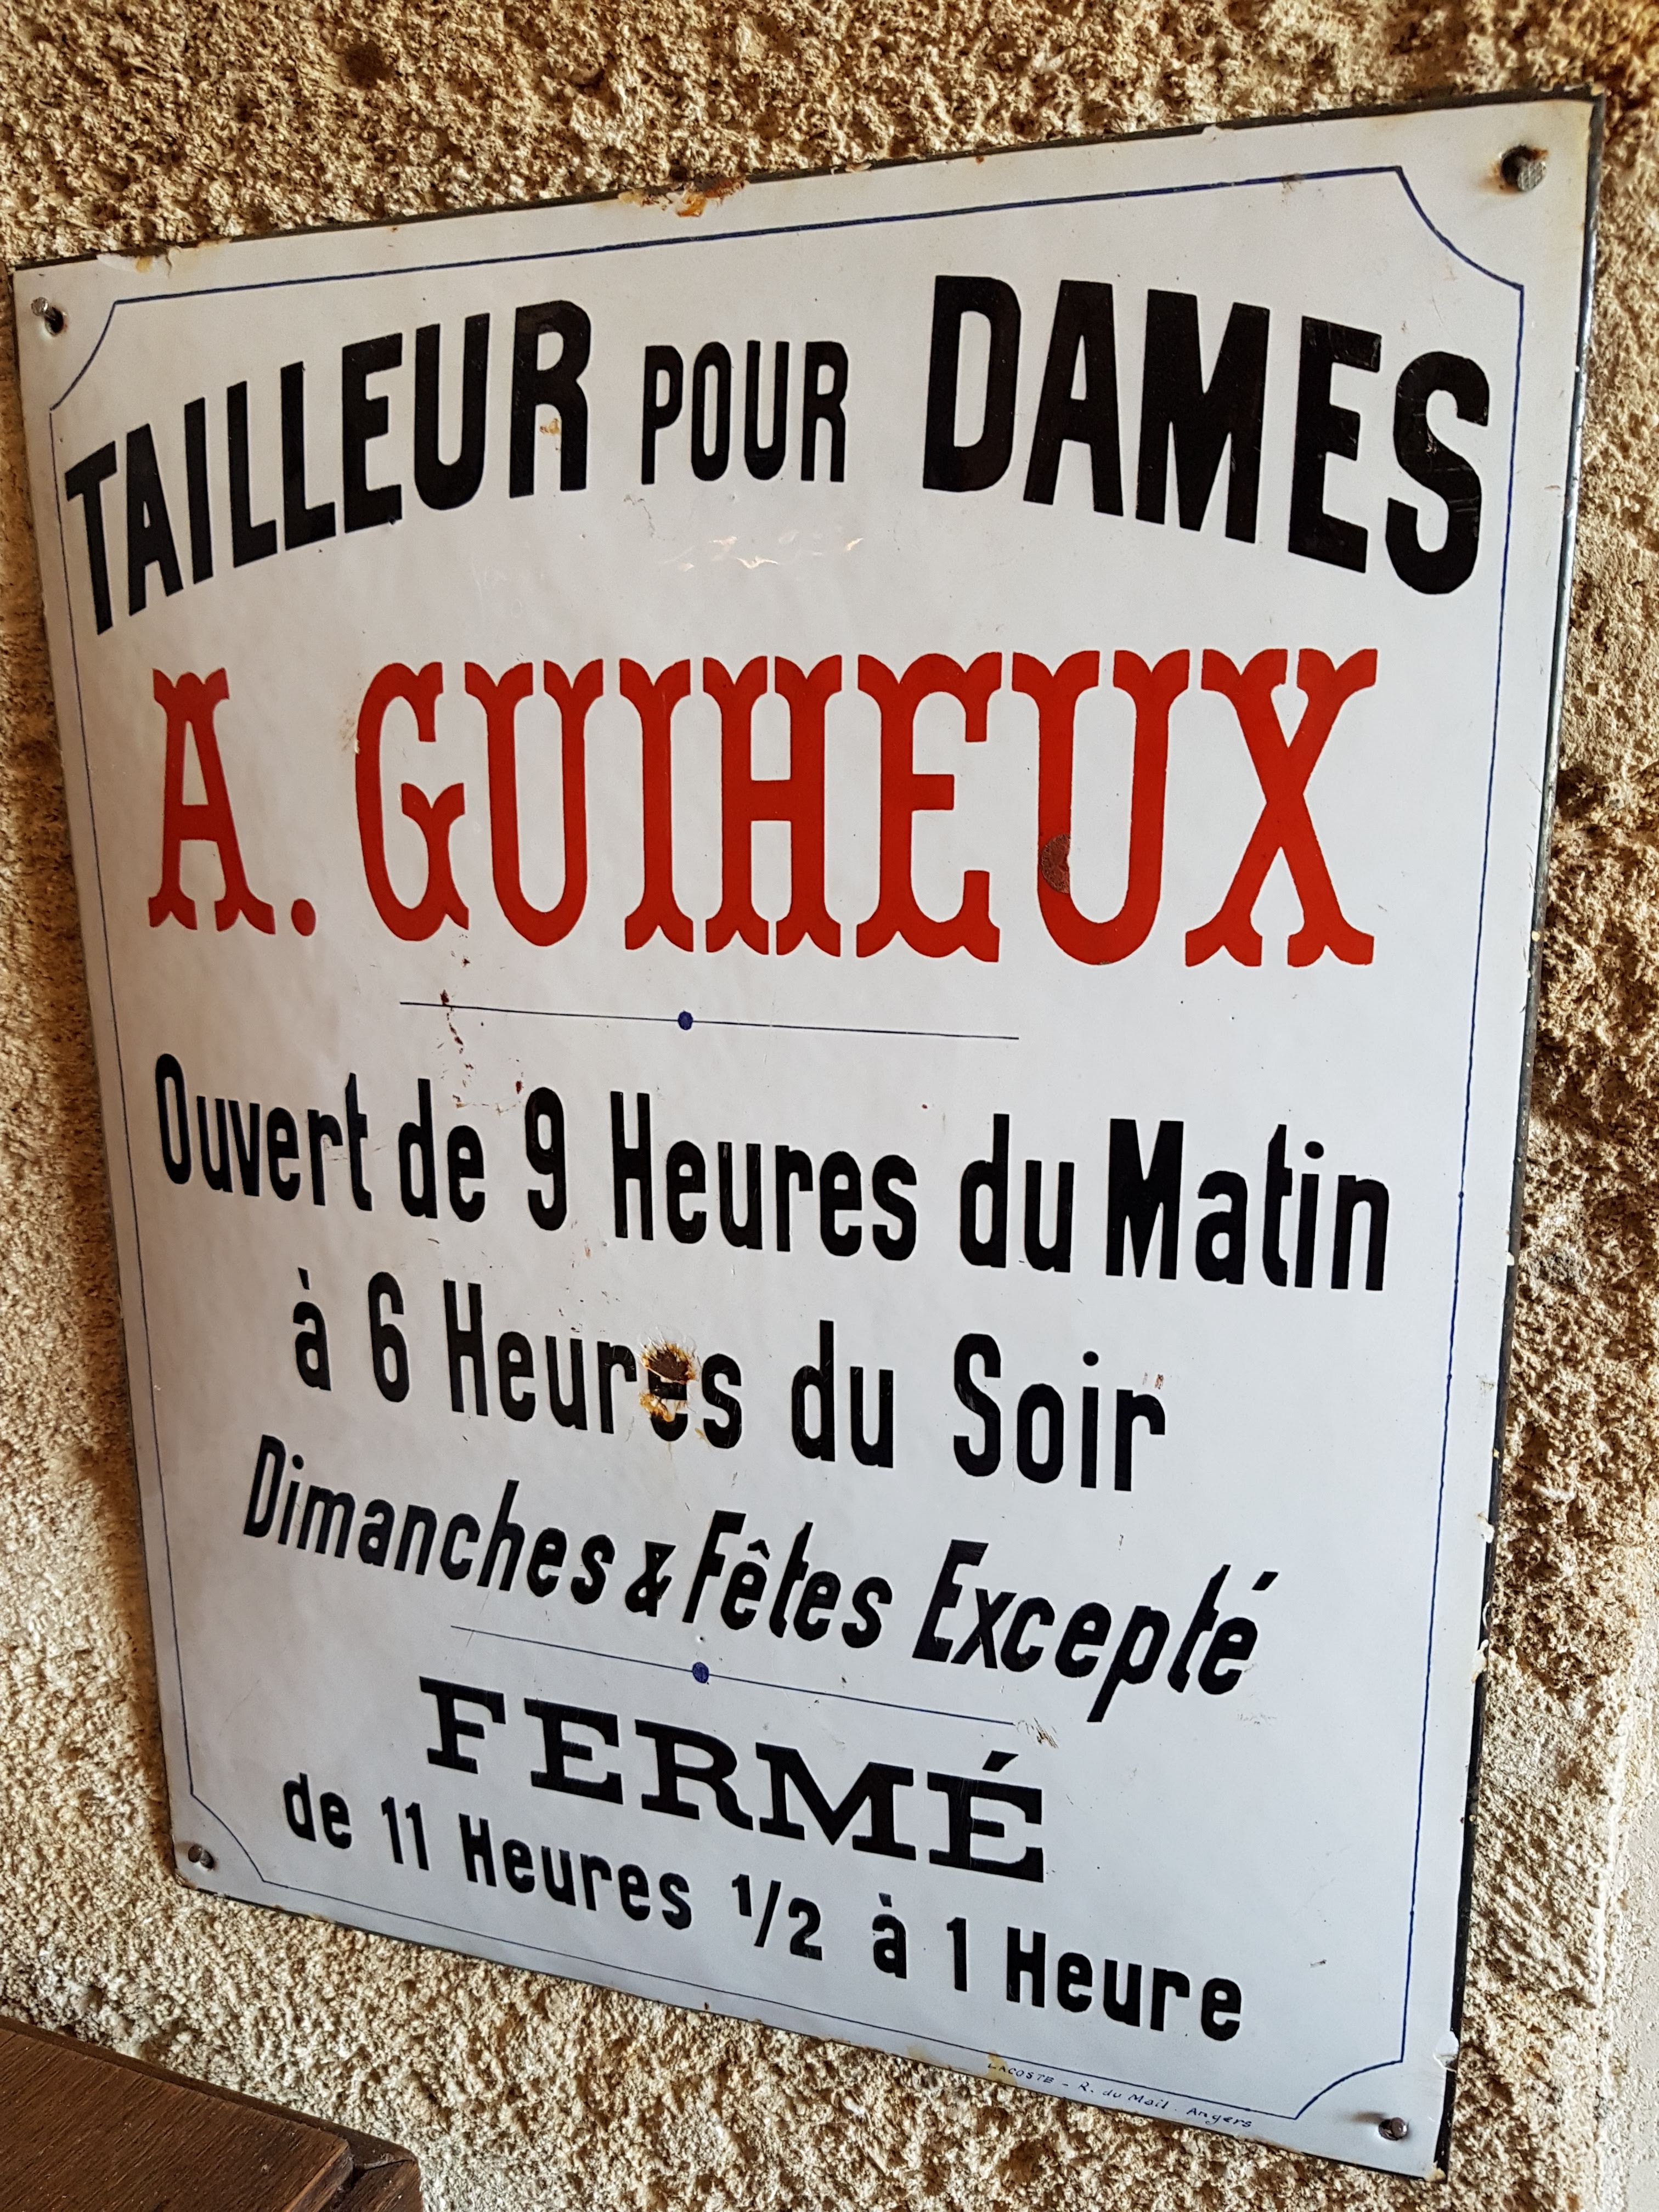 TAILLEUR POUR DAMES
A. GUIHEUX
Ouvert de 9 Heures du Matin
à 6 Heures du Soir
Dimanches & Fêtes Excepté
FERMÉ
de 11 Heures 1/2 à 1 Heure
LACOSTE - R. du Mail. Angers